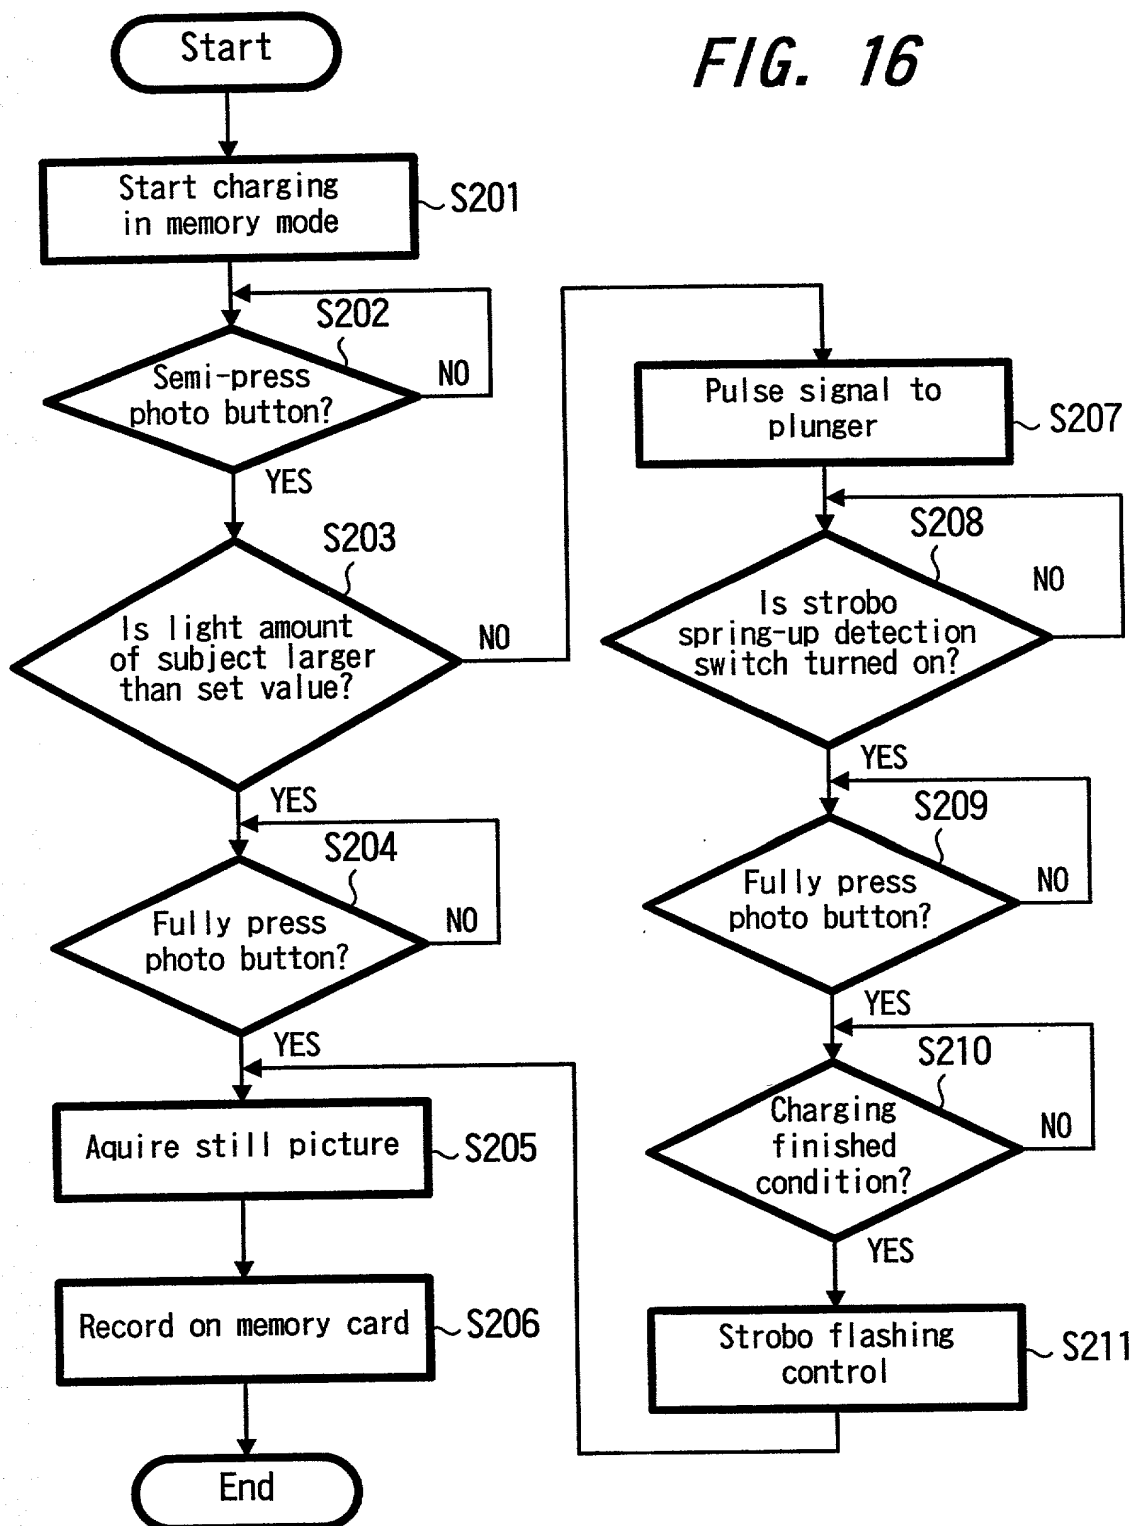 FIG. 16
Start
Start charging
in memory mode
S201
S202
Semi-press
photo button?
NO
YES
S203
Is light amount
of subject larger
than set value?
NO
YES
S204
Fully press
photo button?
NO
YES
Aquire still picture
S205
Record on memory card
S206
End
Pulse signal to
plunger
S207
S208
Is strobo
spring-up detection
switch turned on?
NO
YES
S209
Fully press
photo button?
NO
YES
S210
Charging
finished
condition?
NO
YES
Strobo flashing
control
S211